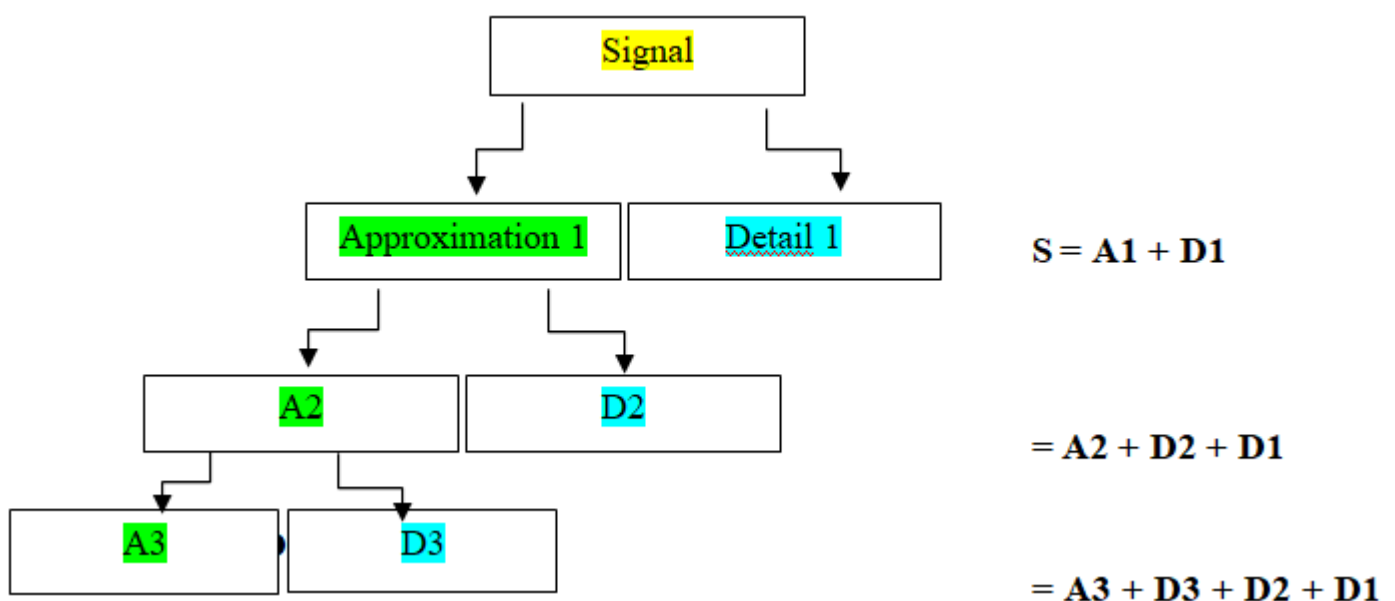 Signal
Approximation 1
Detail 1
S = A1 + D1
A2
D2
= A2 + D2 + D1
A3
D3
= A3 + D3 + D2 + D1